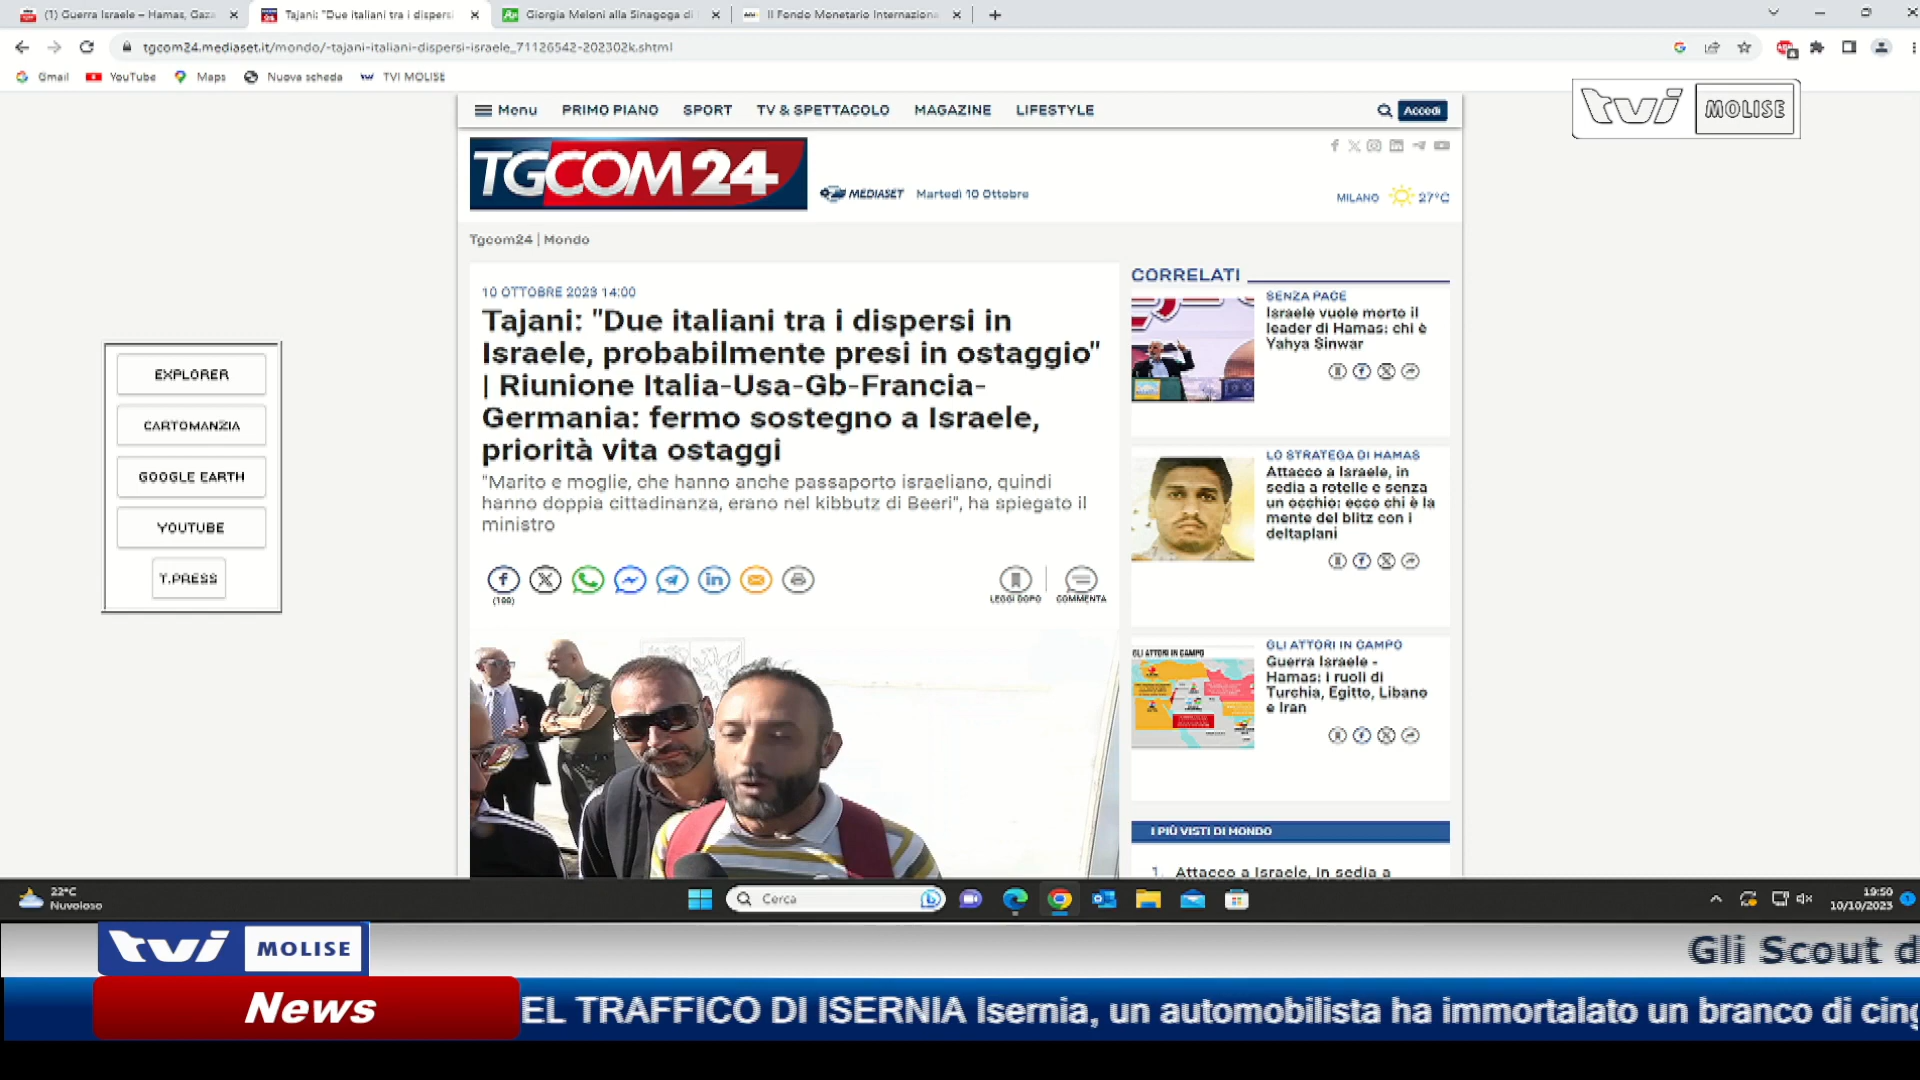 (1) Guerra Israele – Hamas, Gaza
Tajani: "Due italiani tra i dispersi
Giorgia Meloni alla Sinagoga di
Il Fondo Monetario Internaziona
tgcom24.mediaset.it/mondo/-tajani-italiani-dispersi-israele_71126542-202302k.shtml
Gmail YouTube Maps Nuova scheda TVI MOLISE
tvi MOLISE
Menu PRIMO PIANO SPORT TV & SPETTACOLO MAGAZINE LIFESTYLE Accedi
TGCOM24
MEDIASET Martedì 10 Ottobre
MILANO 27°C
Tgcom24 | Mondo
10 OTTOBRE 2023 14:00
Tajani: "Due italiani tra i dispersi in
Israele, probabilmente presi in ostaggio"
| Riunione Italia-Usa-Gb-Francia-
Germania: fermo sostegno a Israele,
priorità vita ostaggi
"Marito e moglie, che hanno anche passaporto israeliano, quindi
hanno doppia cittadinanza, erano nel kibbutz di Beeri", ha spiegato il
ministro
LEGGI DOPO
COMMENTA
CORRELATI
SENZA PACE
Israele vuole morto il
leader di Hamas: chi è
Yahya Sinwar
LO STRATEGA DI HAMAS
Attacco a Israele, in
sedia a rotelle e senza
un occhio: ecco chi è la
mente del blitz con i
deltaplani
GLI ATTORI IN CAMPO
GLI ATTORI IN CAMPO
Guerra Israele -
Hamas: i ruoli di
Turchia, Egitto, Libano
e Iran
I PIÙ VISTI DI MONDO
1. Attacco a Israele, in sedia a
EXPLORER
CARTOMANZIA
GOOGLE EARTH
YOUTUBE
T.PRESS
22°C
Nuvoloso
Cerca
19:50
10/10/2023
tvi MOLISE
Gli Scout d
News
EL TRAFFICO DI ISERNIA Isernia, un automobilista ha immortalato un branco di cing